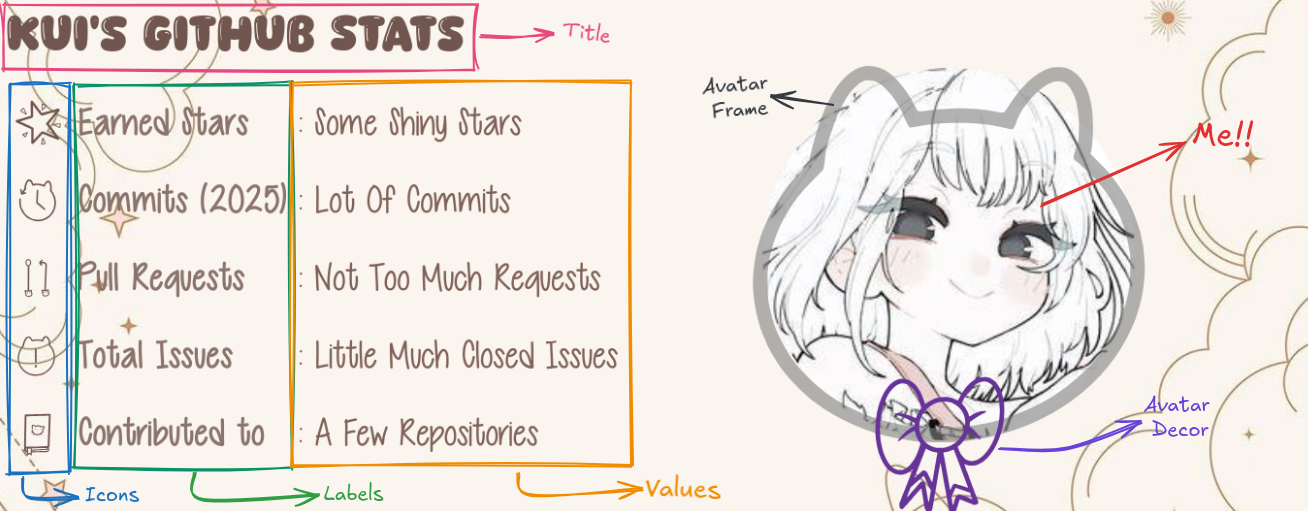 KUI'S GITHUB STATS
Title
Earned Stars : Some Shiny Stars
Commits (2025) : Lot Of Commits
Pull Requests : Not Too Much Requests
Total Issues : Little Much Closed Issues
Contributed to : A Few Repositories
Icons
Labels
Values
Avatar
Frame
Me!!
Avatar
Decor